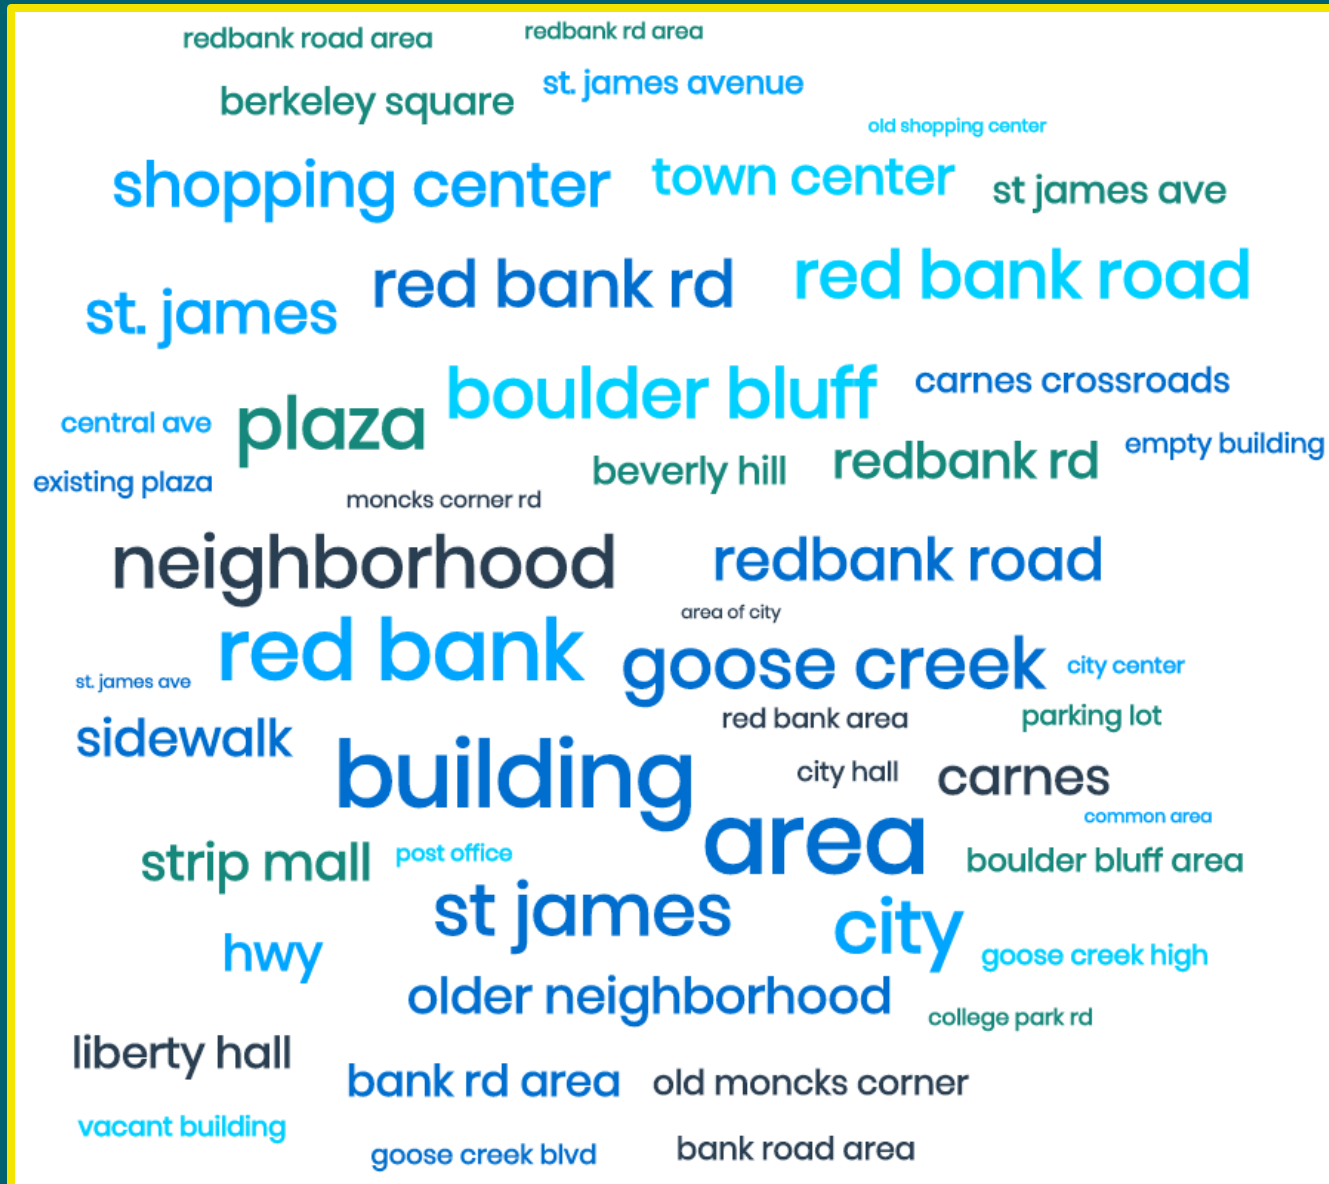 redbank road area
redbank rd area
berkeley square
st. james avenue
old shopping center
shopping center
town center
st james ave
st. james
red bank rd
red bank road
central ave
plaza
boulder bluff
carnes crossroads
existing plaza
moncks corner rd
beverly hill
redbank rd
empty building
neighborhood
redbank road
area of city
st. james ave
red bank
goose creek
city center
sidewalk
red bank area
parking lot
building
city hall
carnes
area
common area
strip mall
post office
boulder bluff area
st james
city
hwy
goose creek high
older neighborhood
college park rd
liberty hall
bank rd area
old moncks corner
vacant building
goose creek blvd
bank road area